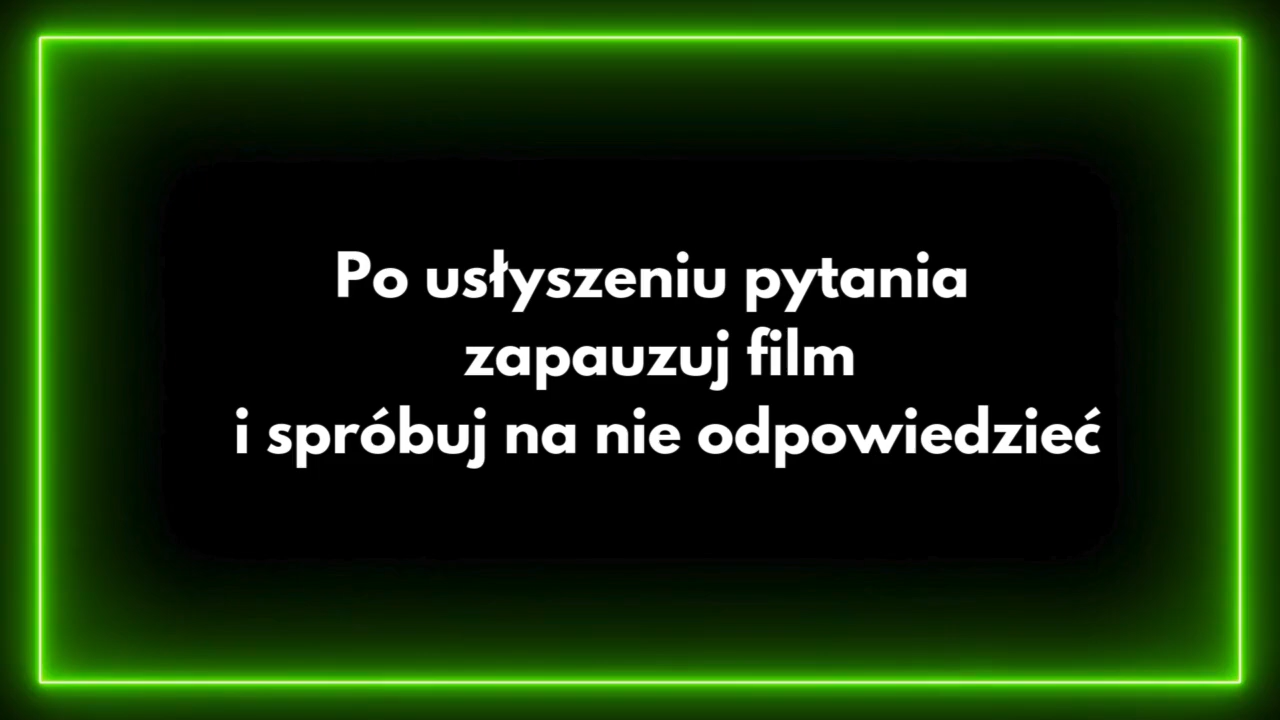 Po usłyszeniu pytania
zapauzuj film
i spróbuj na nie odpowiedzieć